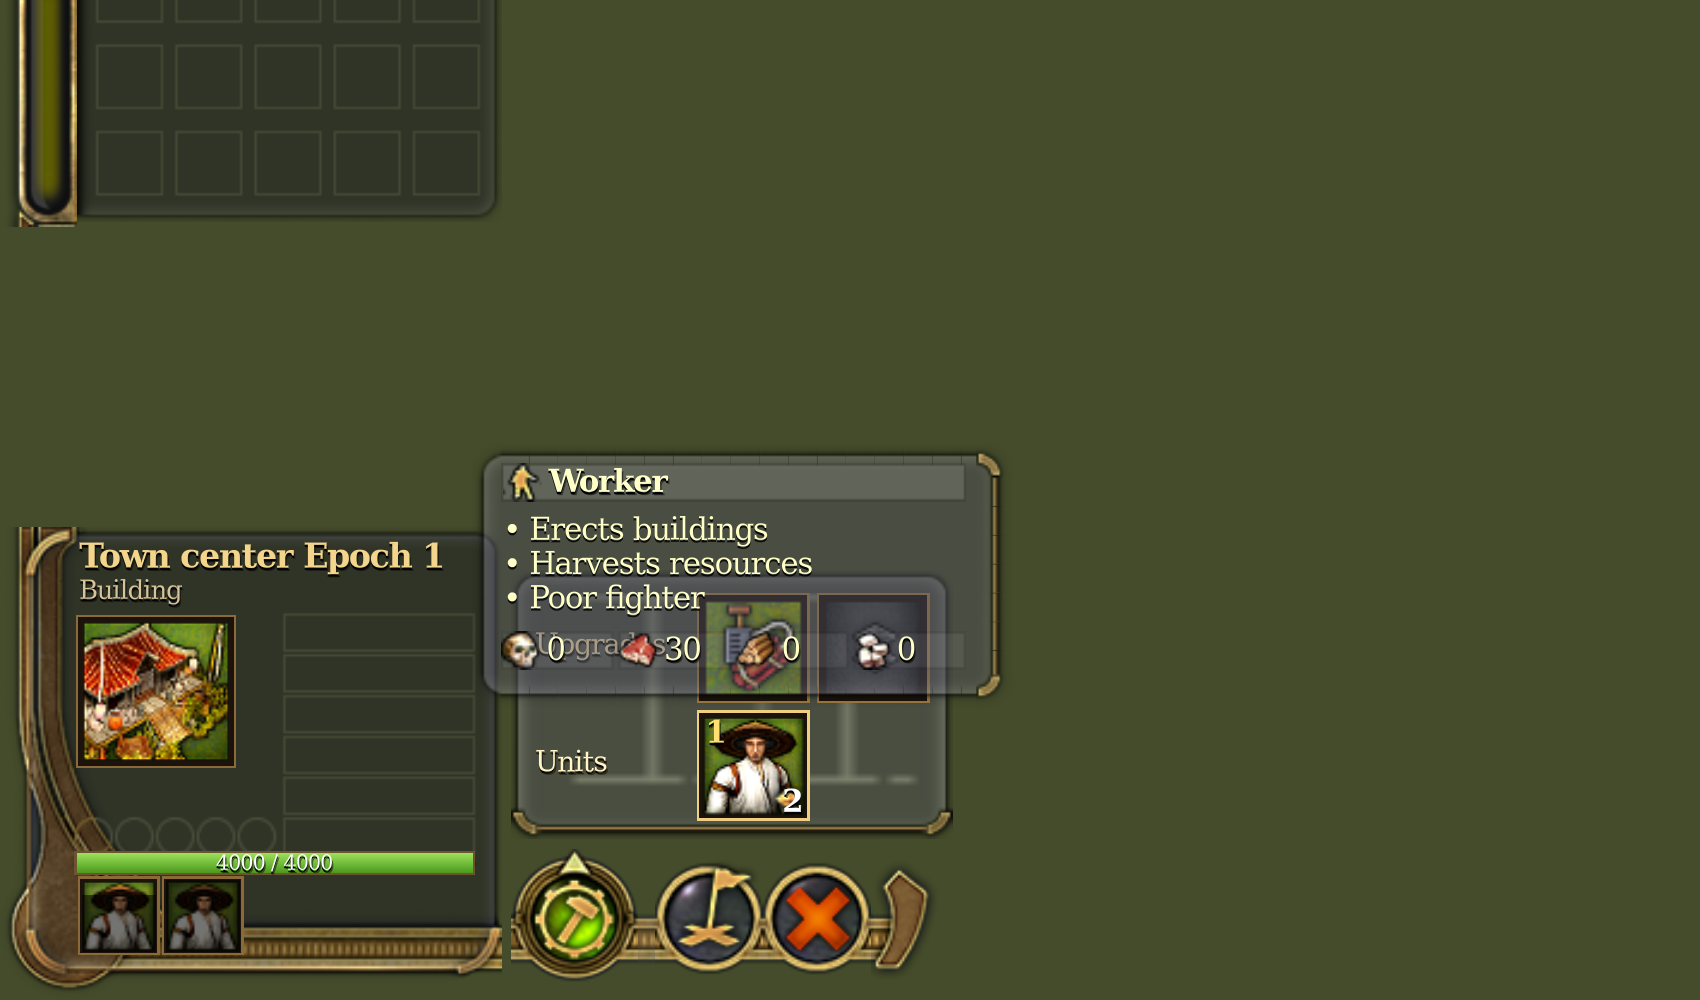 Worker
• Erects buildings
• Harvests resources
• Poor fighter
Upgrades
0 30 0 0
Town center Epoch 1
Building
1
Units
2
4000 / 4000